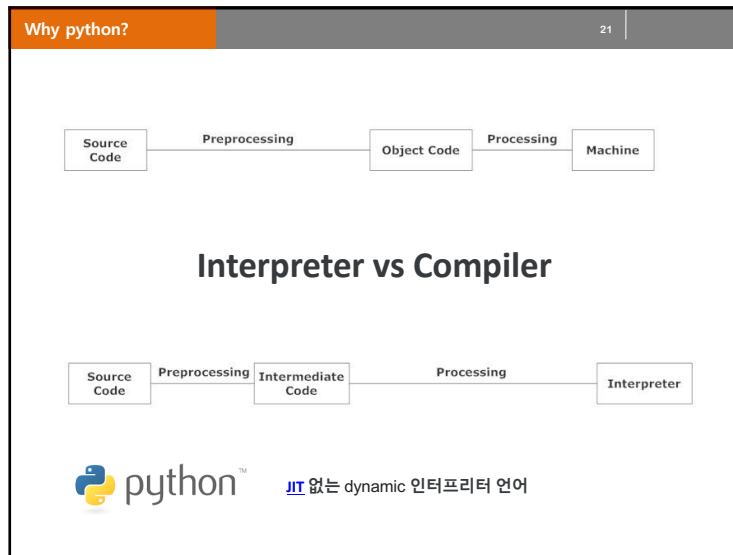 Why python?
21
Preprocessing
Processing
Source
Code
Object Code
Machine
Interpreter vs Compiler
Preprocessing
Processing
Source
Code
Intermediate
Code
Interpreter
python™
JIT 없는 dynamic 인터프리터 언어